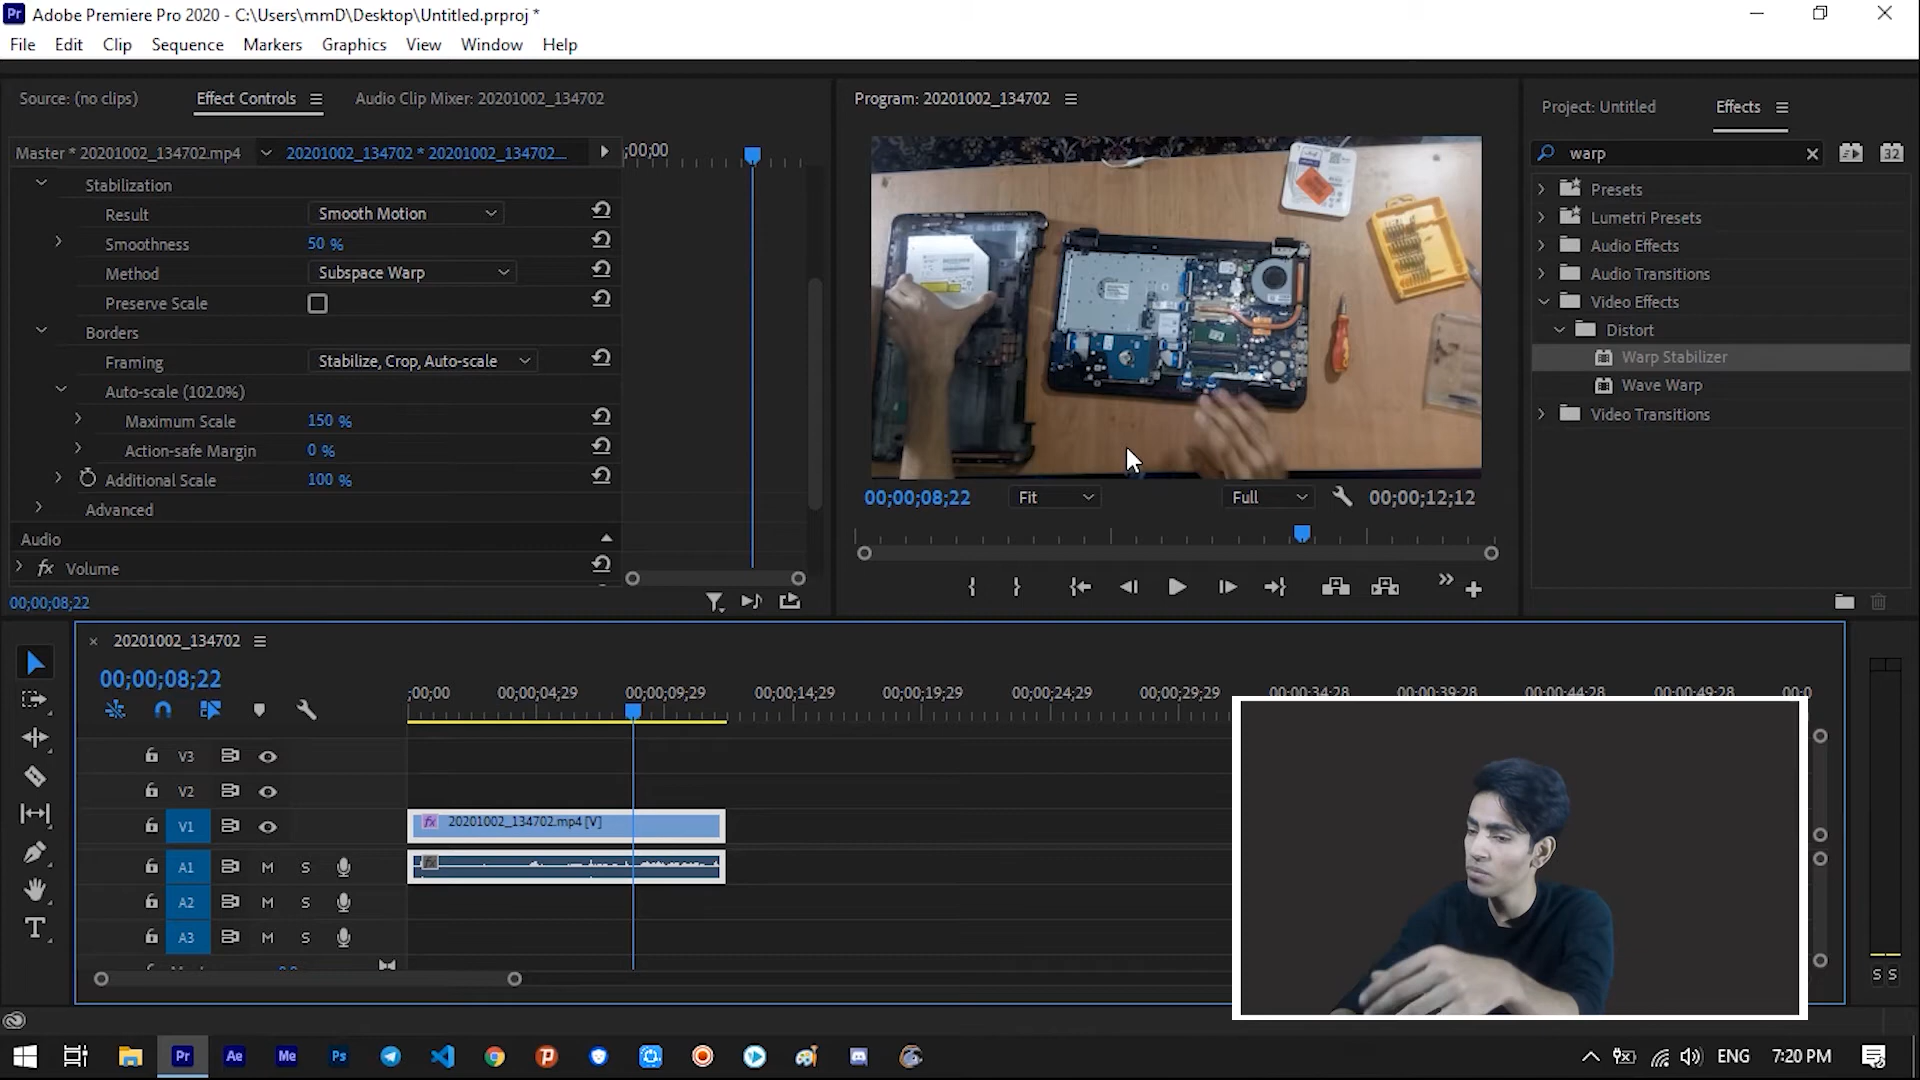 Adobe Premiere Pro 2020 - C:\Users\mmD\Desktop\Untitled.prproj *
File Edit Clip Sequence Markers Graphics View Window Help
Source: (no clips) Effect Controls Audio Clip Mixer: 20201002_134702
Program: 20201002_134702
Project: Untitled Effects
Master * 20201002_134702.mp4 20201002_134702 * 20201002_134702... ;00;00
warp
32
Stabilization
Result Smooth Motion
Smoothness 50 %
Method Subspace Warp
Preserve Scale
Borders
Framing Stabilize, Crop, Auto-scale
Auto-scale (102.0%)
Maximum Scale 150 %
Action-safe Margin 0 %
Additional Scale 100 %
Advanced
Audio
fx Volume
00;00;08;22
Presets
Lumetri Presets
Audio Effects
Audio Transitions
Video Effects
Distort
Warp Stabilizer
Wave Warp
Video Transitions
00;00;08;22 Fit Full 00;00;12;12
20201002_134702
00;00;08;22
;00;00 00;00;04;29 00;00;09;29 00;00;14;29 00;00;19;29 00;00;24;29 00;00;29;29 00;00;34;28 00;00;39;28 00;00;44;28 00;00;49;28 00;0
V3
V2
V1 fx 20201002_134702.mp4 [V]
A1 M S fx
A2 M S
A3 M S
S S
Pr Ae Me Ps ENG 7:20 PM